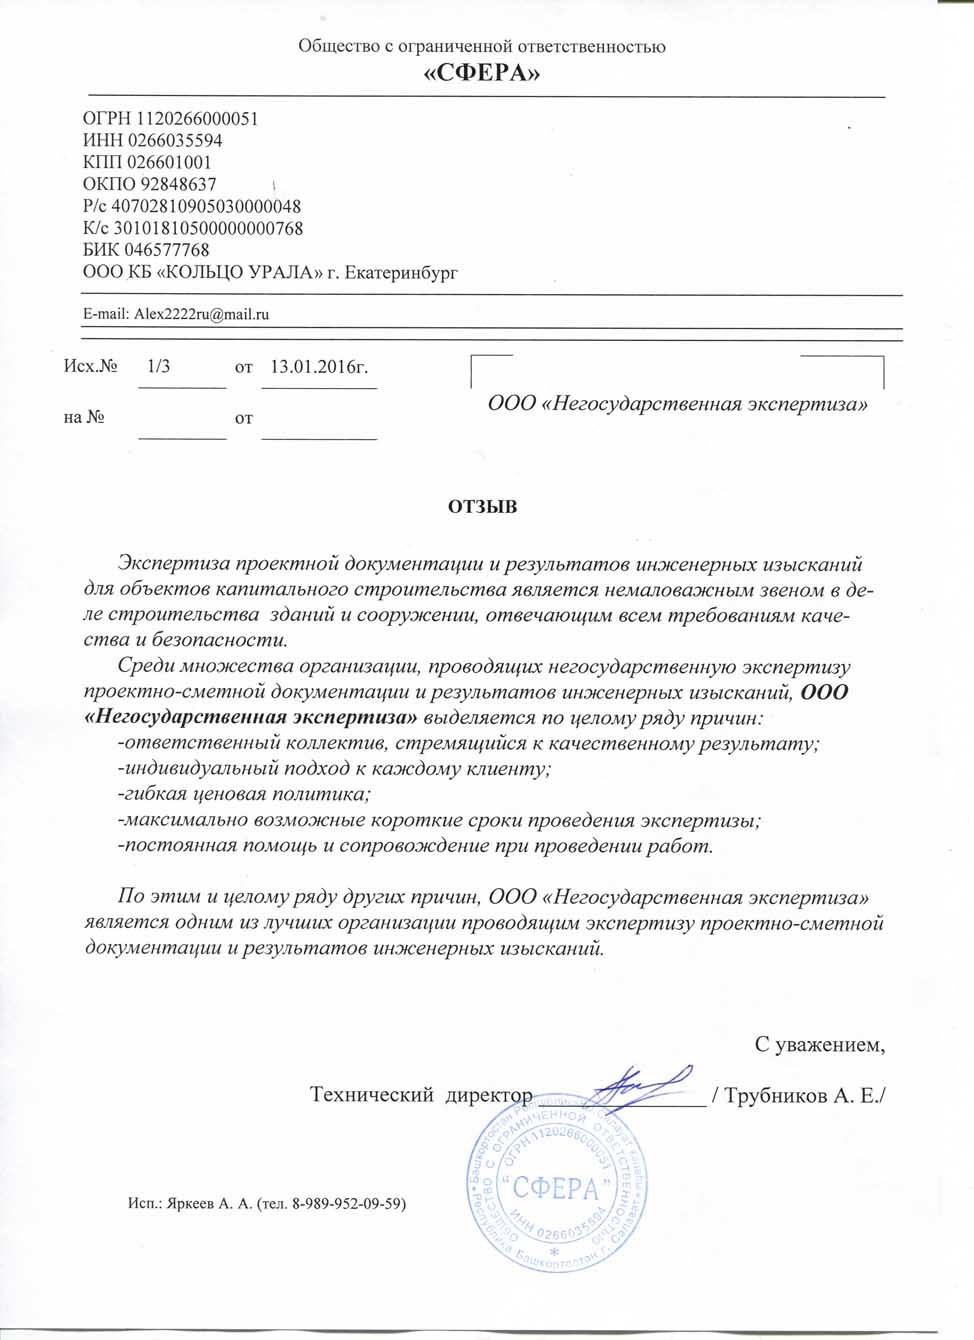 Общество с ограниченной ответственностью
«СФЕРА»
ОГРН 1120266000051
ИНН 0266035594
КПП 026601001
ОКПО 92848637
Р/с 40702810905030000048
К/с 30101810500000000768
БИК 046577768
ООО КБ «КОЛЬЦО УРАЛА» г. Екатеринбург
E-mail: Alex2222ru@mail.ru
Исх.№ 1/3 от 13.01.2016г.
на № от
ООО «Негосударственная экспертиза»
ОТЗЫВ
Экспертиза проектной документации и результатов инженерных изысканий
для объектов капитального строительства является немаловажным звеном в де-
ле строительства зданий и сооружении, отвечающим всем требованиям каче-
ства и безопасности.
Среди множества организации, проводящих негосударственную экспертизу
проектно-сметной документации и результатов инженерных изысканий, ООО
«Негосударственная экспертиза» выделяется по целому ряду причин:
-ответственный коллектив, стремящийся к качественному результату;
-индивидуальный подход к каждому клиенту;
-гибкая ценовая политика;
-максимально возможные короткие сроки проведения экспертизы;
-постоянная помощь и сопровождение при проведении работ.
По этим и целому ряду других причин, ООО «Негосударственная экспертиза»
является одним из лучших организации проводящим экспертизу проектно-сметной
документации и результатов инженерных изысканий.
С уважением,
Технический директор / Трубников А. Е./
Республика Башкортостан г. Салават
ОБЩЕСТВО С ОГРАНИЧЕННОЙ ОТВЕТСТВЕННОСТЬЮ
ОГРН 1120266000051
"СФЕРА"
ИНН 0266035594
Исп.: Яркеев А. А. (тел. 8-989-952-09-59)